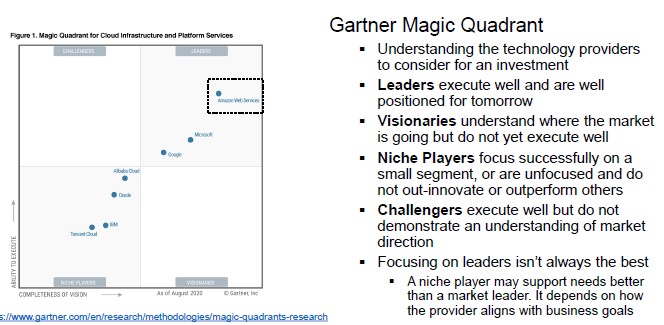 Gartner Magic Quadrant
Figure 1. Magic Quadrant for Cloud Infrastructure and Platform Services
CHALLENGERS
LEADERS
Amazon Web Services
Microsoft
Google
Alibaba Cloud
Oracle
IBM
Tencent Cloud
NICHE PLAYERS
VISIONARIES
ABILITY TO EXECUTE
COMPLETENESS OF VISION
As of August 2020
© Gartner, Inc
s://www.gartner.com/en/research/methodologies/magic-quadrants-research
▪ Understanding the technology providers
to consider for an investment
▪ Leaders execute well and are well
positioned for tomorrow
▪ Visionaries understand where the market
is going but do not yet execute well
▪ Niche Players focus successfully on a
small segment, or are unfocused and do
not out-innovate or outperform others
▪ Challengers execute well but do not
demonstrate an understanding of market
direction
▪ Focusing on leaders isn't always the best
▪ A niche player may support needs better
than a market leader. It depends on how
the provider aligns with business goals